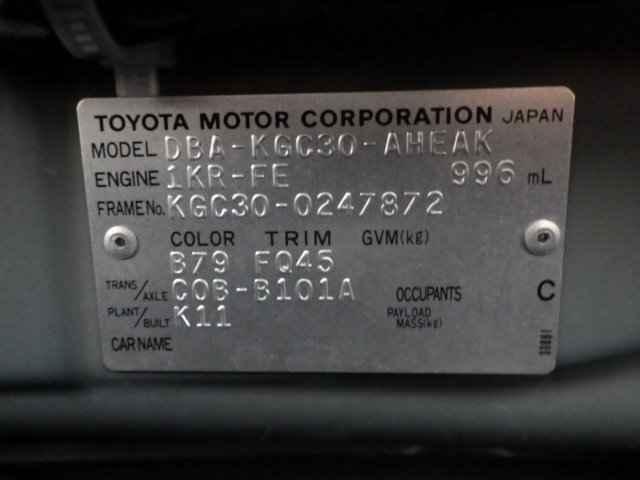 TOYOTA MOTOR CORPORATION JAPAN
MODEL DBA-KGC30-AHEAK
ENGINE 1KR-FE 996 mL
FRAME No. KGC30-0247872
COLOR TRIM GVM(kg)
B79 FQ45
TRANS/AXLE C0B-B101A OCCUPANTS C
PLANT/BUILT K11 PAYLOAD MASS(kg)
CAR NAME